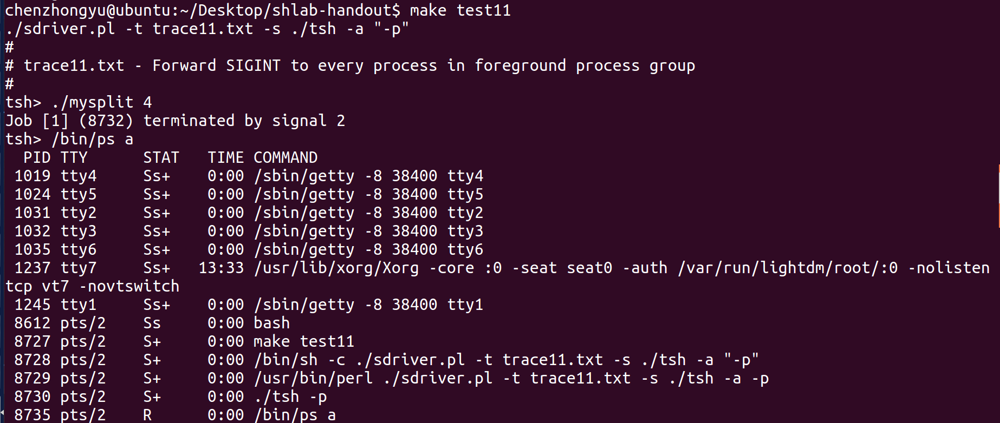 chenzhongyu@ubuntu:~/Desktop/shlab-handout$ make test11
./sdriver.pl -t trace11.txt -s ./tsh -a "-p"
#
# trace11.txt - Forward SIGINT to every process in foreground process group
#
tsh> ./mysplit 4
Job [1] (8732) terminated by signal 2
tsh> /bin/ps a
  PID TTY      STAT   TIME COMMAND
 1019 tty4     Ss+    0:00 /sbin/getty -8 38400 tty4
 1024 tty5     Ss+    0:00 /sbin/getty -8 38400 tty5
 1031 tty2     Ss+    0:00 /sbin/getty -8 38400 tty2
 1032 tty3     Ss+    0:00 /sbin/getty -8 38400 tty3
 1035 tty6     Ss+    0:00 /sbin/getty -8 38400 tty6
 1237 tty7     Ss+   13:33 /usr/lib/xorg/Xorg -core :0 -seat seat0 -auth /var/run/lightdm/root/:0 -nolisten
tcp vt7 -novtswitch
 1245 tty1     Ss+    0:00 /sbin/getty -8 38400 tty1
 8612 pts/2    Ss     0:00 bash
 8727 pts/2    S+     0:00 make test11
 8728 pts/2    S+     0:00 /bin/sh -c ./sdriver.pl -t trace11.txt -s ./tsh -a "-p"
 8729 pts/2    S+     0:00 /usr/bin/perl ./sdriver.pl -t trace11.txt -s ./tsh -a -p
 8730 pts/2    S+     0:00 ./tsh -p
 8735 pts/2    R      0:00 /bin/ps a